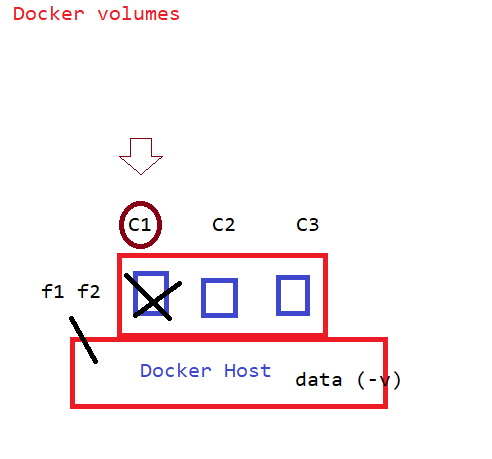 Docker volumes
C1 C2 C3
f1 f2
Docker Host
data (-v)